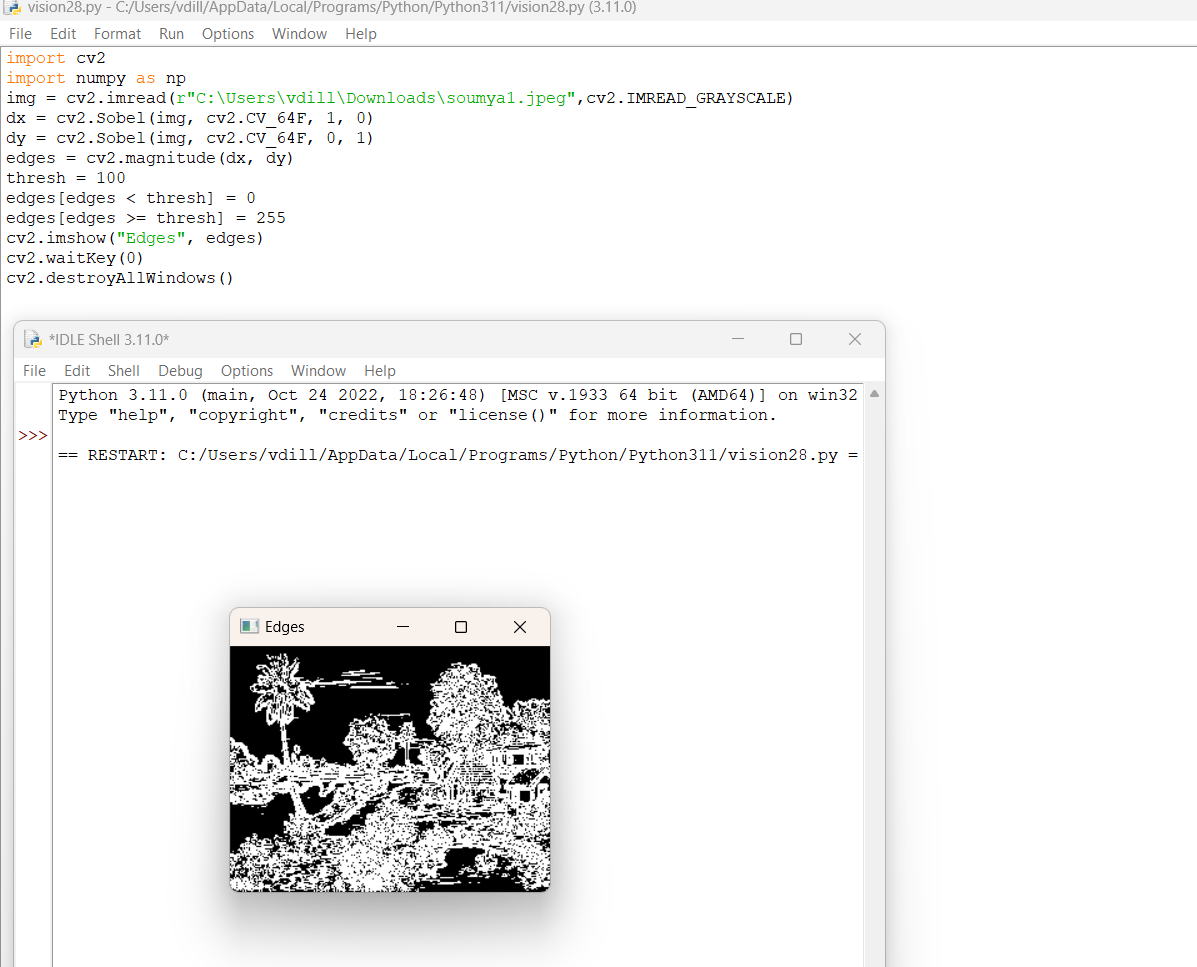 vision28.py - C:/Users/vdill/AppData/Local/Programs/Python/Python311/vision28.py (3.11.0)
File Edit Format Run Options Window Help
import cv2
import numpy as np
img = cv2.imread(r"C:\Users\vdill\Downloads\soumya1.jpeg",cv2.IMREAD_GRAYSCALE)
dx = cv2.Sobel(img, cv2.CV_64F, 1, 0)
dy = cv2.Sobel(img, cv2.CV_64F, 0, 1)
edges = cv2.magnitude(dx, dy)
thresh = 100
edges[edges < thresh] = 0
edges[edges >= thresh] = 255
cv2.imshow("Edges", edges)
cv2.waitKey(0)
cv2.destroyAllWindows()
*IDLE Shell 3.11.0*
File Edit Shell Debug Options Window Help
Python 3.11.0 (main, Oct 24 2022, 18:26:48) [MSC v.1933 64 bit (AMD64)] on win32
Type "help", "copyright", "credits" or "license()" for more information.
>>>
== RESTART: C:/Users/vdill/AppData/Local/Programs/Python/Python311/vision28.py =
Edges